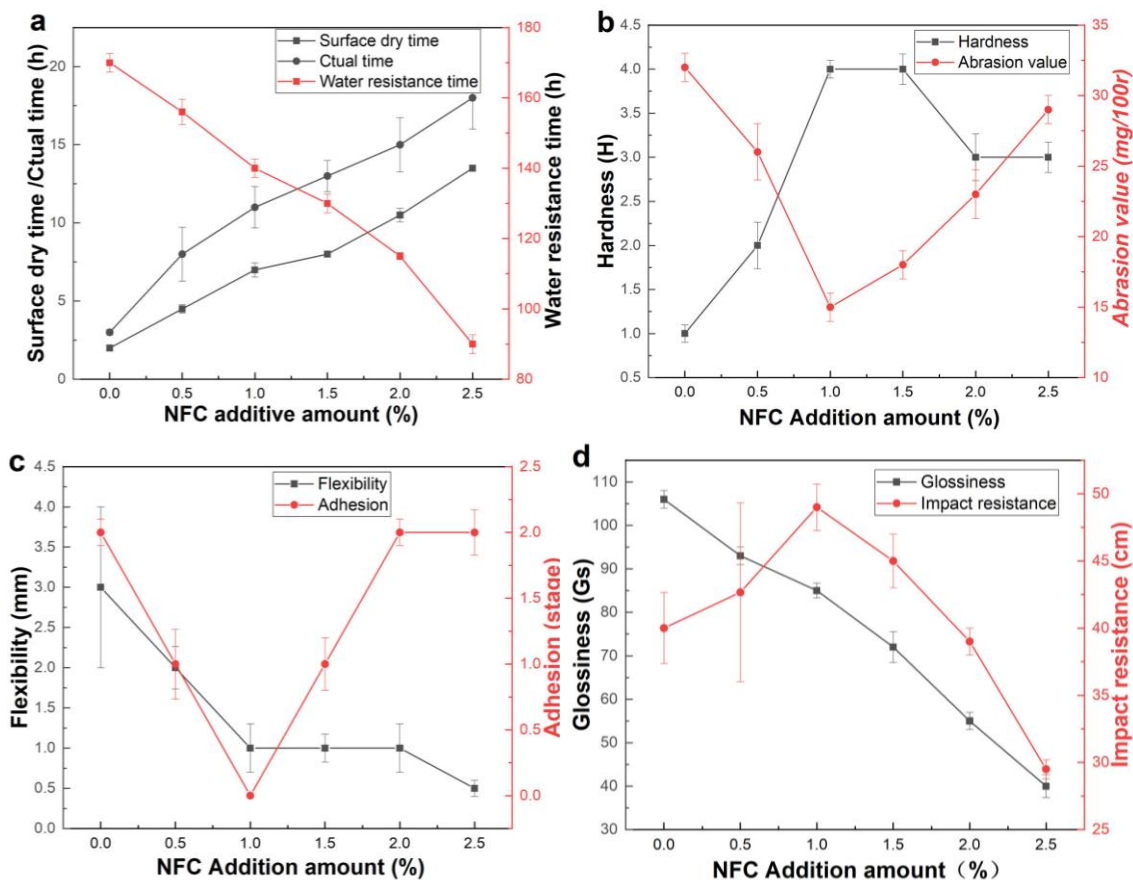 a
Surface dry time
Ctual time
Water resistance time
Surface dry time /Ctual time (h)
0
5
10
15
20
Water resistance time (h)
80
90
100
110
120
130
140
150
160
170
180
0.0 0.5 1.0 1.5 2.0 2.5
NFC additive amount (%)
b
Hardness
Abrasion value
Hardness (H)
0.5
1.0
1.5
2.0
2.5
3.0
3.5
4.0
4.5
Abrasion value (mg/100r)
10
15
20
25
30
35
0.0 0.5 1.0 1.5 2.0 2.5
NFC Addition amount (%)
c
Flexibility
Adhesion
Flexibility (mm)
0.0
0.5
1.0
1.5
2.0
2.5
3.0
3.5
4.0
4.5
Adhesion (stage)
0.0
0.5
1.0
1.5
2.0
2.5
0.0 0.5 1.0 1.5 2.0 2.5
NFC Addition amount (%)
d
Glossiness
Impact resistance
Glossiness (Gs)
30
40
50
60
70
80
90
100
110
Impact resistance (cm)
25
30
35
40
45
50
0.0 0.5 1.0 1.5 2.0 2.5
NFC Addition amount（%）